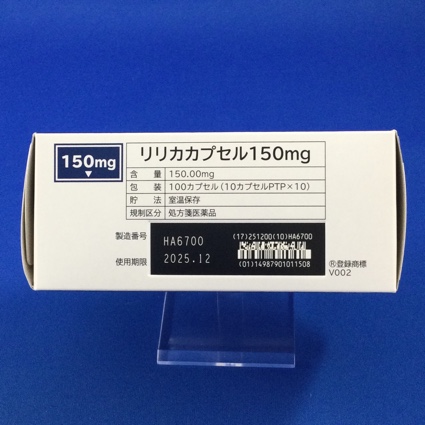 150mg
▼
リリカカプセル150mg
含 量 150.00mg
包 装 100カプセル(10カプセルPTP×10)
貯 法 室温保存
規制区分 処方箋医薬品
製造番号 HA6700
使用期限 2025.12
(17)251200(10)HA6700
(01)14987901011508
®登録商標
V002